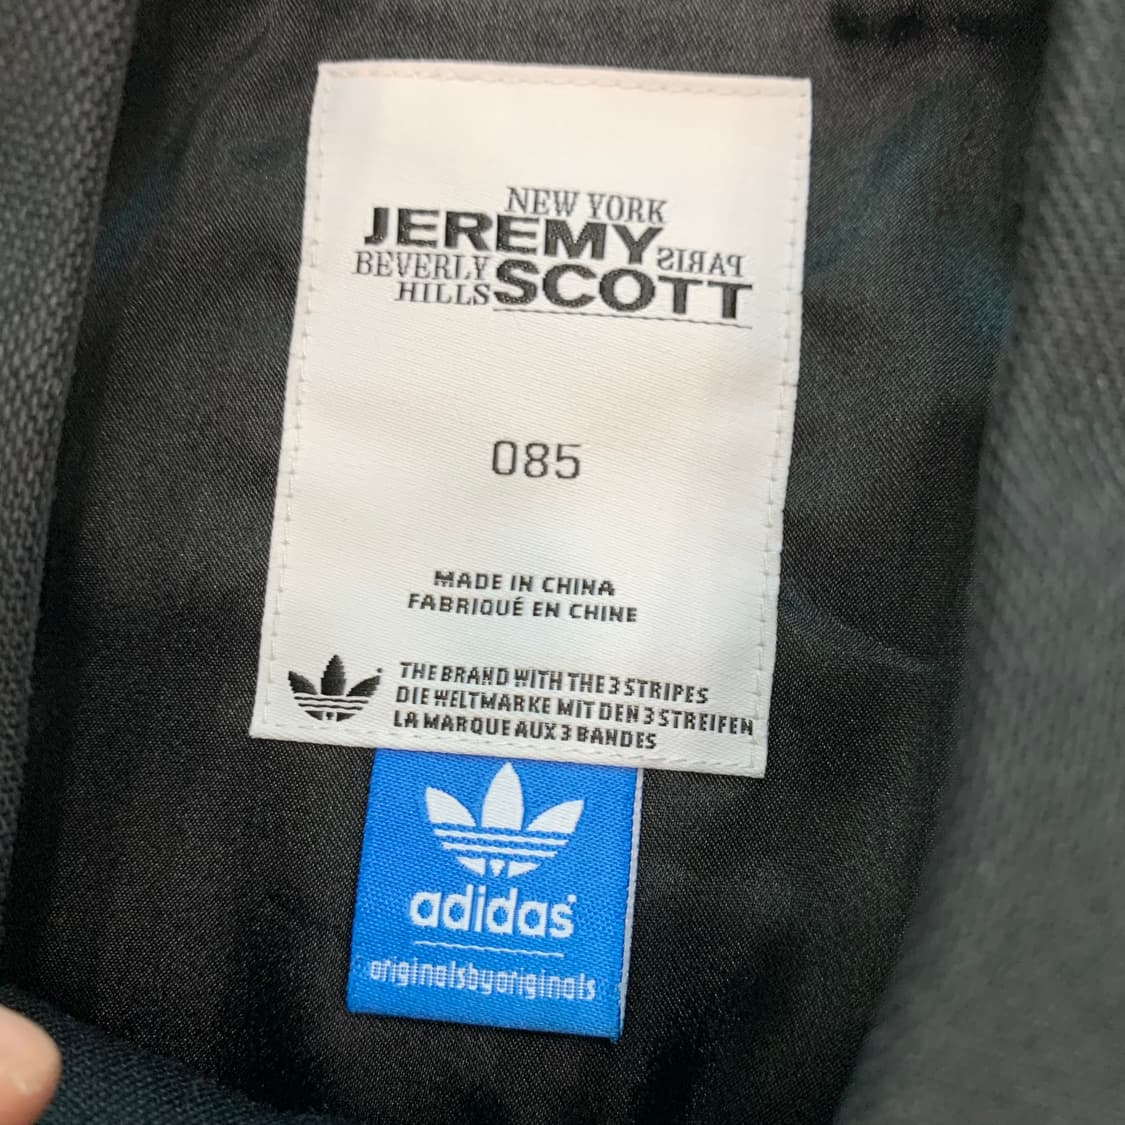 NEW YORK
JEREMY
PARIS
BEVERLY
HILLS
SCOTT
085
MADE IN CHINA
FABRIQUÉ EN CHINE
THE BRAND WITH THE 3 STRIPES
DIE WELTMARKE MIT DEN 3 STREIFEN
LA MARQUE AUX 3 BANDES
adidas
originalsbyoriginals